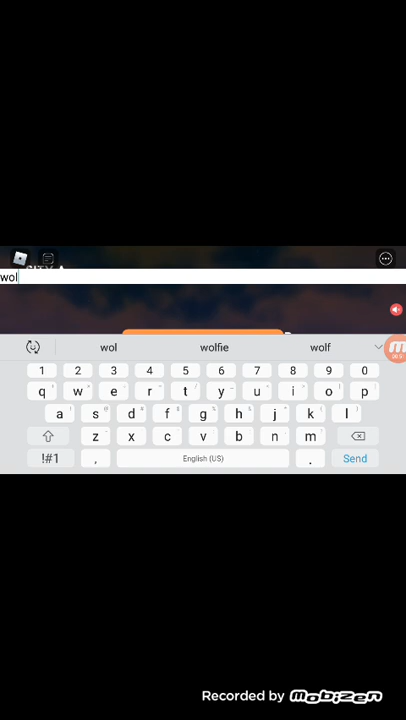 wol
wol wolfie wolf
1 2 3 4 5 6 7 8 9 0
q w e r t y u i o p
a s d f g h j k l
z x c v b n m
!#1 , English (US) . Send
Recorded by Mobizen